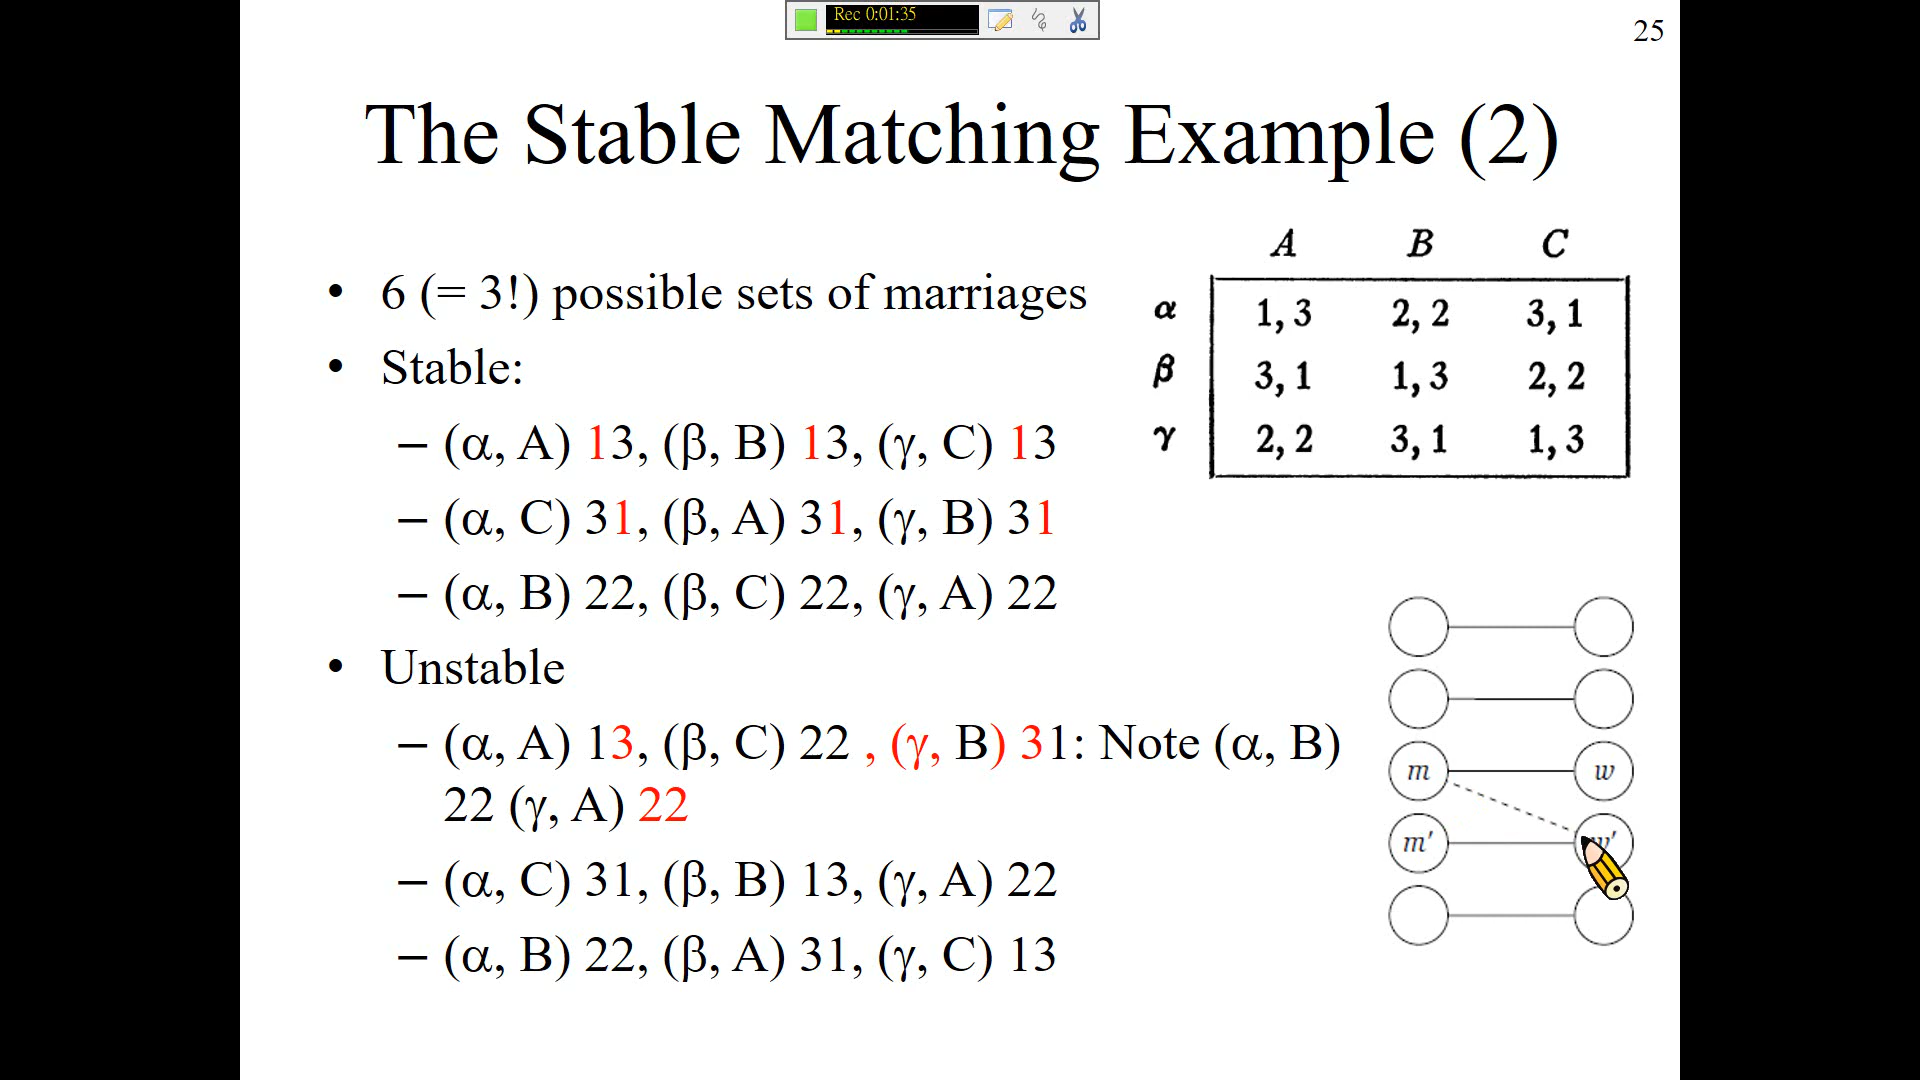 Rec 0:01:35
25
The Stable Matching Example (2)
• 6 (= 3!) possible sets of marriages
• Stable:
– (α, A) 13, (β, B) 13, (γ, C) 13
– (α, C) 31, (β, A) 31, (γ, B) 31
– (α, B) 22, (β, C) 22, (γ, A) 22
• Unstable
– (α, A) 13, (β, C) 22 , (γ, B) 31: Note (α, B)
22 (γ, A) 22
– (α, C) 31, (β, B) 13, (γ, A) 22
– (α, B) 22, (β, A) 31, (γ, C) 13
A B C
α 1, 3 2, 2 3, 1
β 3, 1 1, 3 2, 2
γ 2, 2 3, 1 1, 3
m w
m′ w′